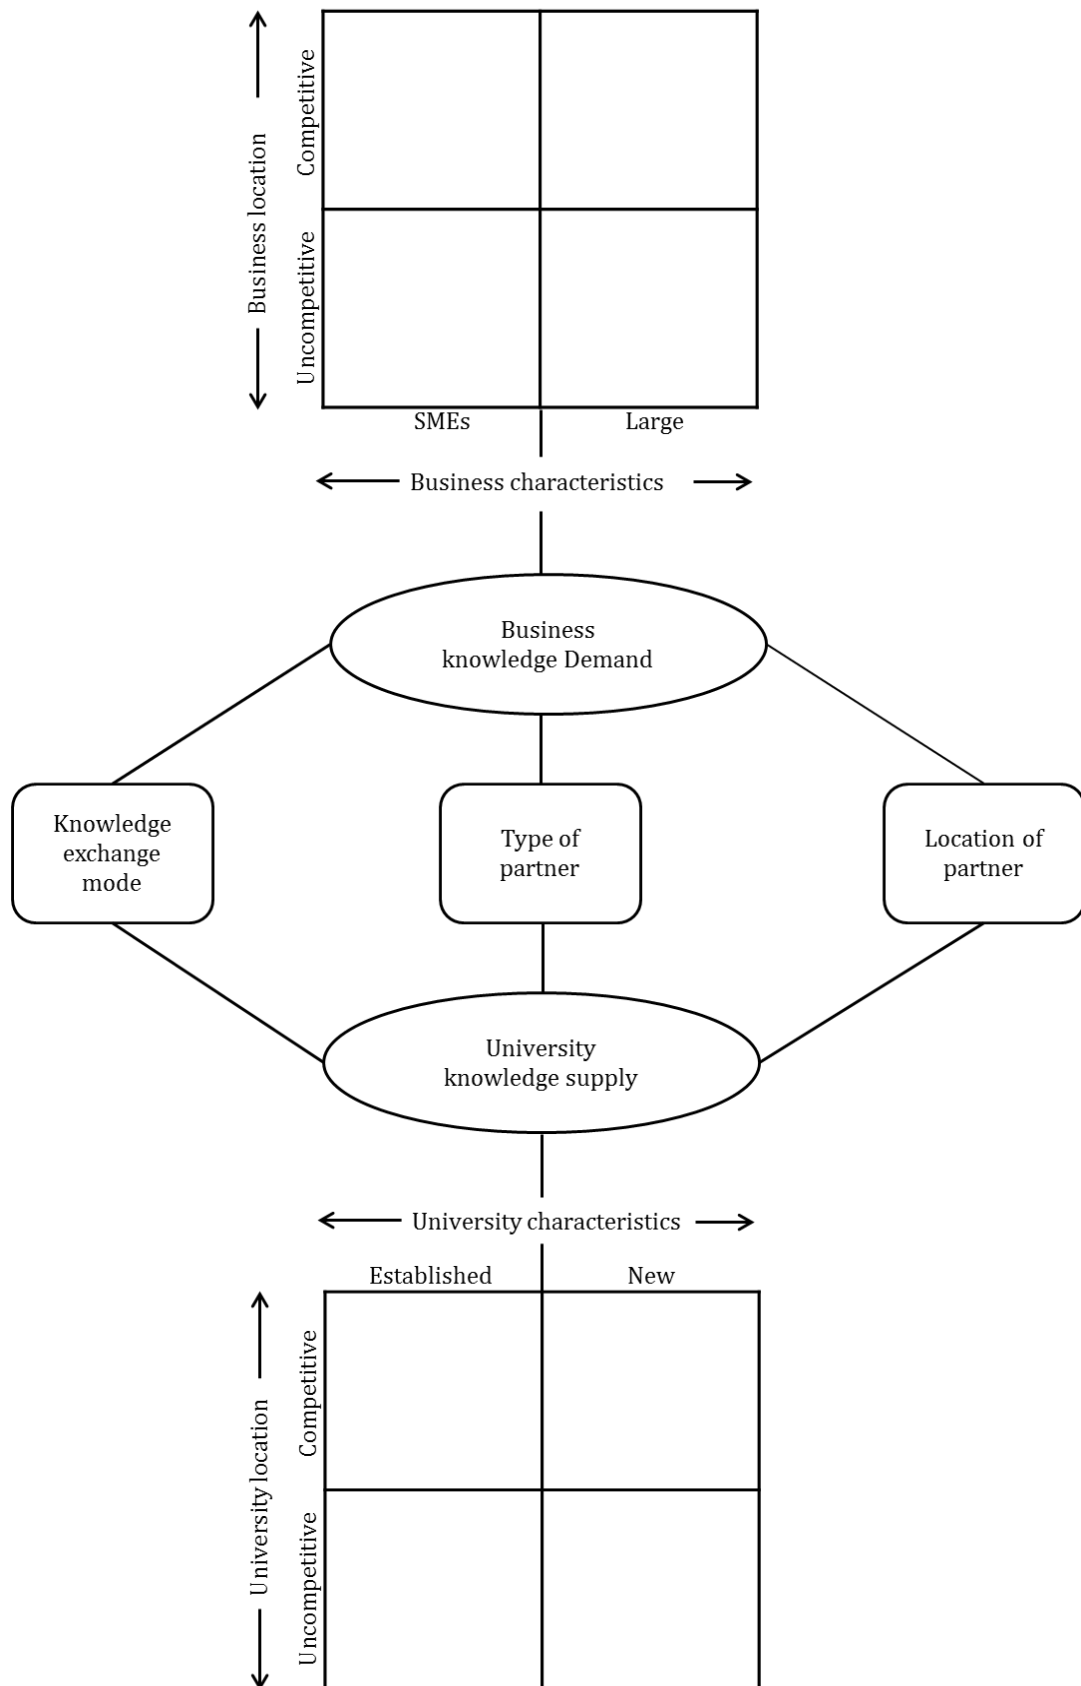 Business location
Competitive
Uncompetitive
SMEs
Large
Business characteristics
Business
knowledge Demand
Knowledge
exchange
mode
Type of
partner
Location of
partner
University
knowledge supply
University characteristics
Established
New
University location
Competitive
Uncompetitive